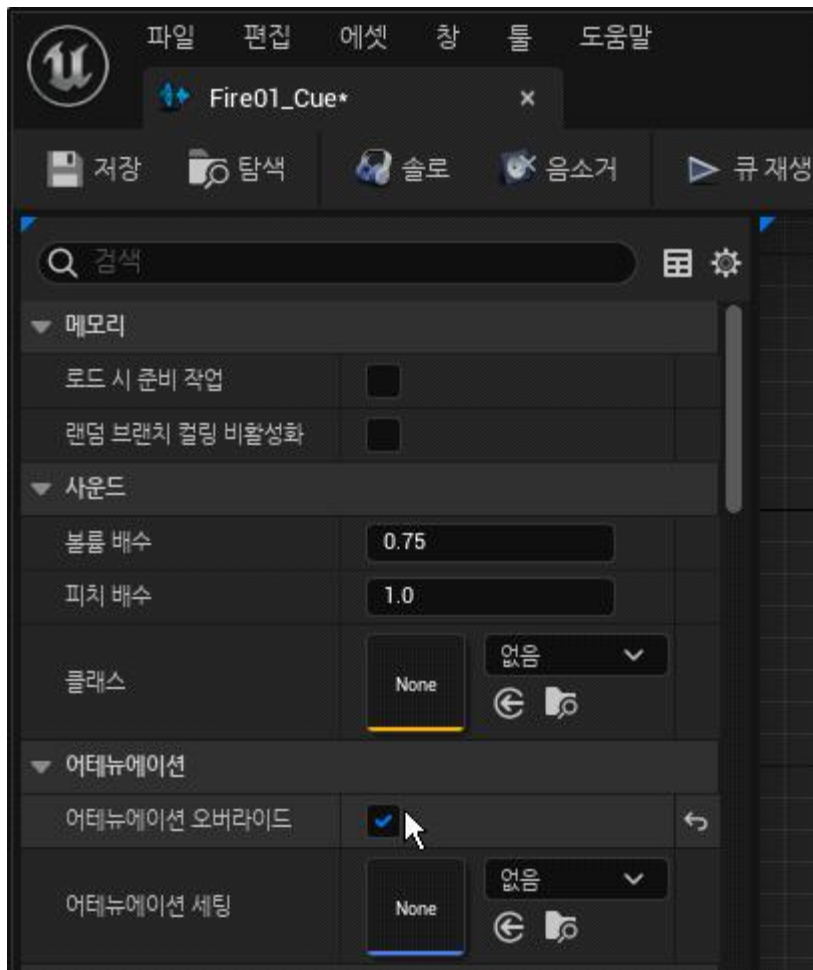 파일 편집 에셋 창 툴 도움말
Fire01_Cue*
저장 탐색 솔로 음소거 큐 재생
검색
메모리
로드 시 준비 작업
랜덤 브랜치 컬링 비활성화
사운드
볼륨 배수 0.75
피치 배수 1.0
클래스 None 없음
어테뉴에이션
어테뉴에이션 오버라이드
어테뉴에이션 세팅 None 없음